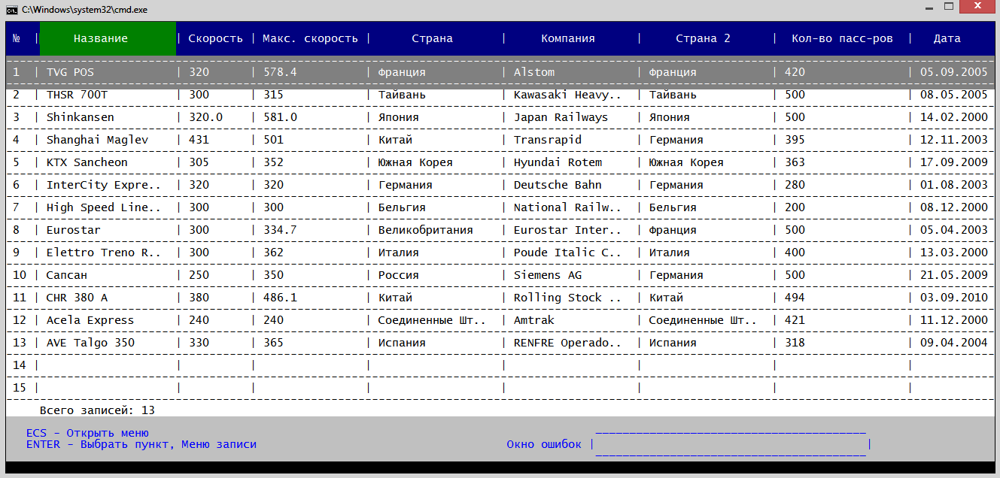 C:\Windows\system32\cmd.exe
№ | Название | Скорость | Макс. скорость | Страна | Компания | Страна 2 | Кол-во пасс-ров | Дата
1 | TVG POS | 320 | 578.4 | Франция | Alstom | Франция | 420 | 05.09.2005
2 | THSR 700T | 300 | 315 | Тайвань | Kawasaki Heavy.. | Тайвань | 500 | 08.05.2005
3 | Shinkansen | 320.0 | 581.0 | Япония | Japan Railways | Япония | 500 | 14.02.2000
4 | Shanghai Maglev | 431 | 501 | Китай | Transrapid | Германия | 395 | 12.11.2003
5 | KTX Sancheon | 305 | 352 | Южная Корея | Hyundai Rotem | Южная Корея | 363 | 17.09.2009
6 | InterCity Expre.. | 320 | 320 | Германия | Deutsche Bahn | Германия | 280 | 01.08.2003
7 | High Speed Line.. | 300 | 300 | Бельгия | National Railw.. | Бельгия | 200 | 08.12.2000
8 | Eurostar | 300 | 334.7 | Великобритания | Eurostar Inter.. | Франция | 500 | 05.04.2003
9 | Elettro Treno R.. | 300 | 362 | Италия | Poude Italic C.. | Италия | 400 | 13.03.2000
10 | Сапсан | 250 | 350 | Россия | Siemens AG | Германия | 500 | 21.05.2009
11 | CHR 380 A | 380 | 486.1 | Китай | Rolling Stock .. | Китай | 494 | 03.09.2010
12 | Acela Express | 240 | 240 | Соединенные Шт.. | Amtrak | Соединенные Шт.. | 421 | 11.12.2000
13 | AVE Talgo 350 | 330 | 365 | Испания | RENFRE Operado.. | Испания | 318 | 09.04.2004
14 | | | | | | | |
15 | | | | | | | |
Всего записей: 13
ECS - Открыть меню
ENTER - Выбрать пункт, Меню записи Окно ошибок | |